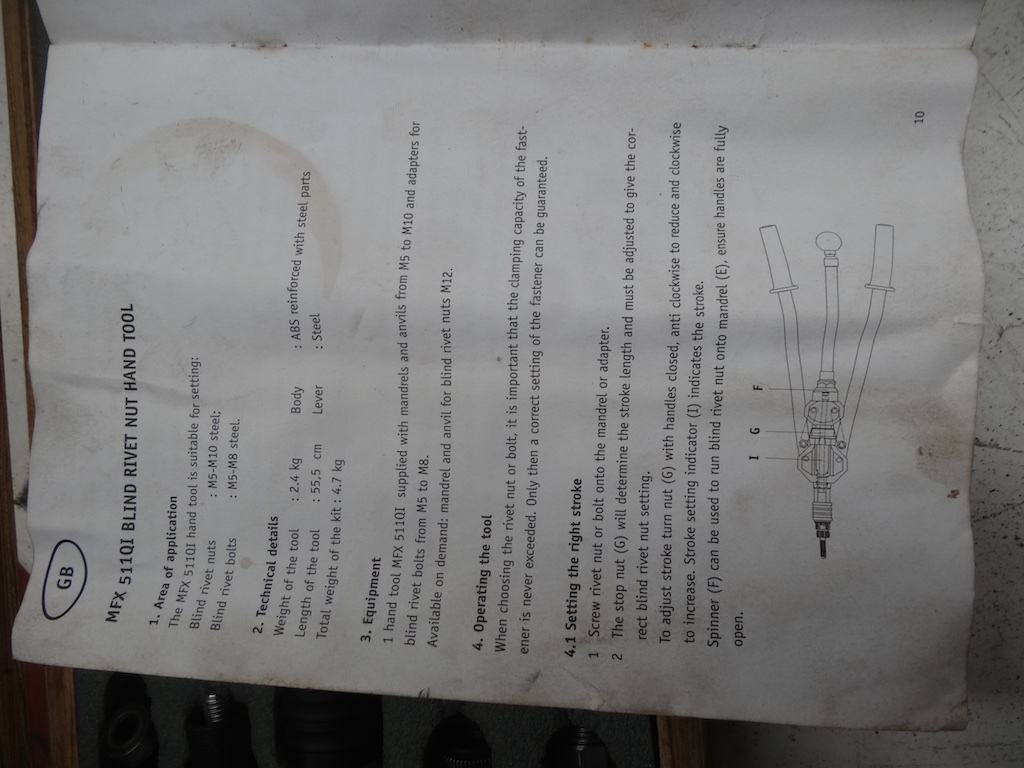 GB
MFX 511QI BLIND RIVET NUT HAND TOOL
1. Area of application
The MFX 511QI hand tool is suitable for setting:
Blind rivet nuts : M5-M10 steel;
Blind rivet bolts : M5-M8 steel.
2. Technical details
Weight of the tool : 2.4 kg Body : ABS reinforced with steel parts
Length of the tool : 55,5 cm Lever : Steel
Total weight of the kit : 4.7 kg
3. Equipment
1 hand tool MFX 511QI supplied with mandrels and anvils from M5 to M10 and adapters for
blind rivet bolts from M5 to M8.
Available on demand: mandrel and anvil for blind rivet nuts M12.
4. Operating the tool
When choosing the rivet nut or bolt, it is important that the clamping capacity of the fast-
ener is never exceeded. Only then a correct setting of the fastener can be guaranteed.
4.1 Setting the right stroke
1 Screw rivet nut or bolt onto the mandrel or adapter.
2 The stop nut (G) will determine the stroke length and must be adjusted to give the cor-
rect blind rivet nut setting.
To adjust stroke turn nut (G) with handles closed, anti clockwise to reduce and clockwise
to increase. Stroke setting indicator (I) indicates the stroke.
Spinner (F) can be used to run blind rivet nut onto mandrel (E), ensure handles are fully
open.
I G F
10